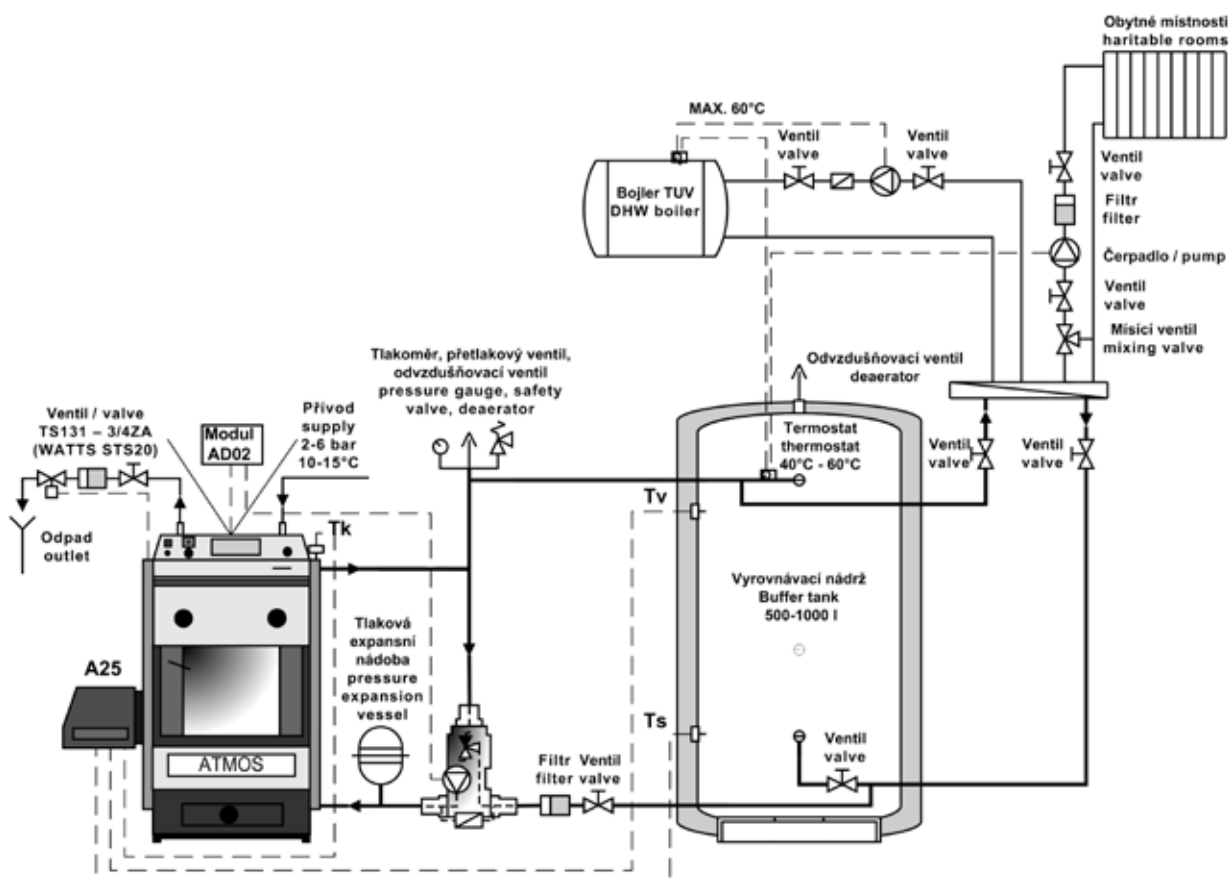 Obytné místnosti
haritable rooms
MAX. 60°C
Ventil
valve
Ventil
valve
Ventil
valve
Bojler TUV
DHW boiler
Filtr
filter
Čerpadlo / pump
Ventil
valve
Mísící ventil
mixing valve
Tlakoměr, přetlakový ventil,
odvzdušňovací ventil
pressure gauge, safety
valve, deaerator
Odvzdušňovací ventil
deaerator
Ventil / valve
TS131 – 3/4ZA
(WATTS STS20)
Modul
AD02
Přívod
supply
2-6 bar
10-15°C
Termostat
thermostat
40°C - 60°C
Ventil
valve
Ventil
valve
Tv
Tk
Odpad
outlet
Vyrovnávací nádrž
Buffer tank
500-1000 l
Tlaková
expansní
nádoba
pressure
expansion
vessel
A25
Ts
Ventil
valve
Filtr Ventil
filter valve
ATMOS